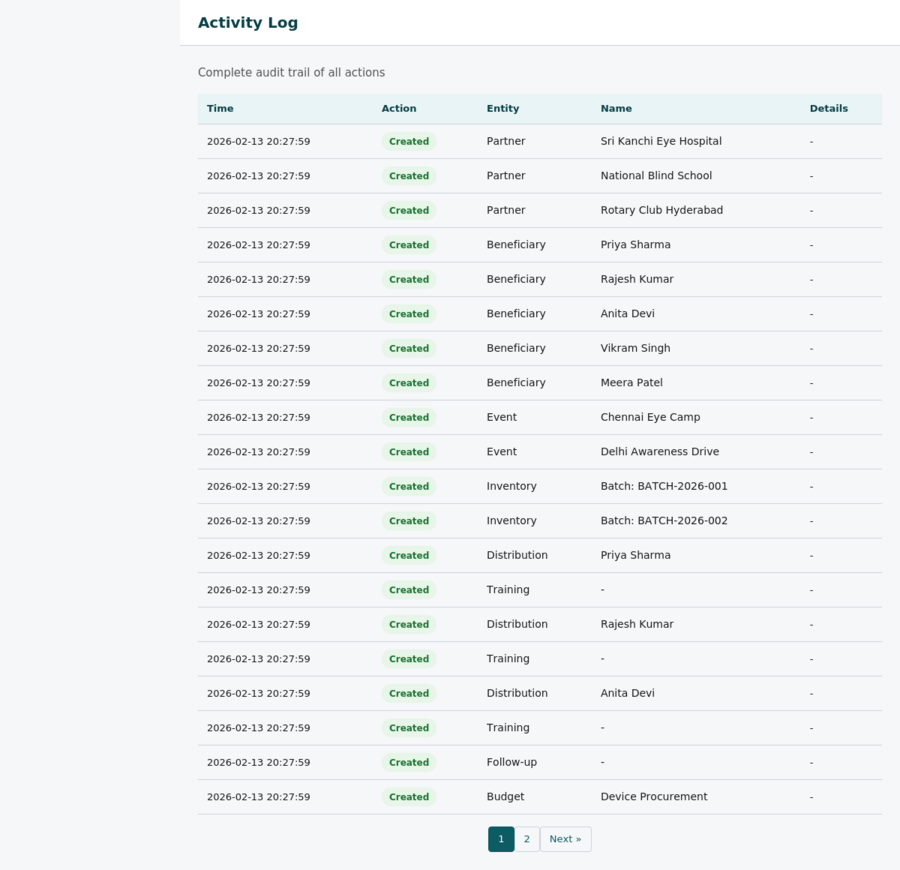 Activity Log
Complete audit trail of all actions
Time Action Entity Name Details
2026-02-13 20:27:59 Created Partner Sri Kanchi Eye Hospital -
2026-02-13 20:27:59 Created Partner National Blind School -
2026-02-13 20:27:59 Created Partner Rotary Club Hyderabad -
2026-02-13 20:27:59 Created Beneficiary Priya Sharma -
2026-02-13 20:27:59 Created Beneficiary Rajesh Kumar -
2026-02-13 20:27:59 Created Beneficiary Anita Devi -
2026-02-13 20:27:59 Created Beneficiary Vikram Singh -
2026-02-13 20:27:59 Created Beneficiary Meera Patel -
2026-02-13 20:27:59 Created Event Chennai Eye Camp -
2026-02-13 20:27:59 Created Event Delhi Awareness Drive -
2026-02-13 20:27:59 Created Inventory Batch: BATCH-2026-001 -
2026-02-13 20:27:59 Created Inventory Batch: BATCH-2026-002 -
2026-02-13 20:27:59 Created Distribution Priya Sharma -
2026-02-13 20:27:59 Created Training - -
2026-02-13 20:27:59 Created Distribution Rajesh Kumar -
2026-02-13 20:27:59 Created Training - -
2026-02-13 20:27:59 Created Distribution Anita Devi -
2026-02-13 20:27:59 Created Training - -
2026-02-13 20:27:59 Created Follow-up - -
2026-02-13 20:27:59 Created Budget Device Procurement -
1 2 Next »